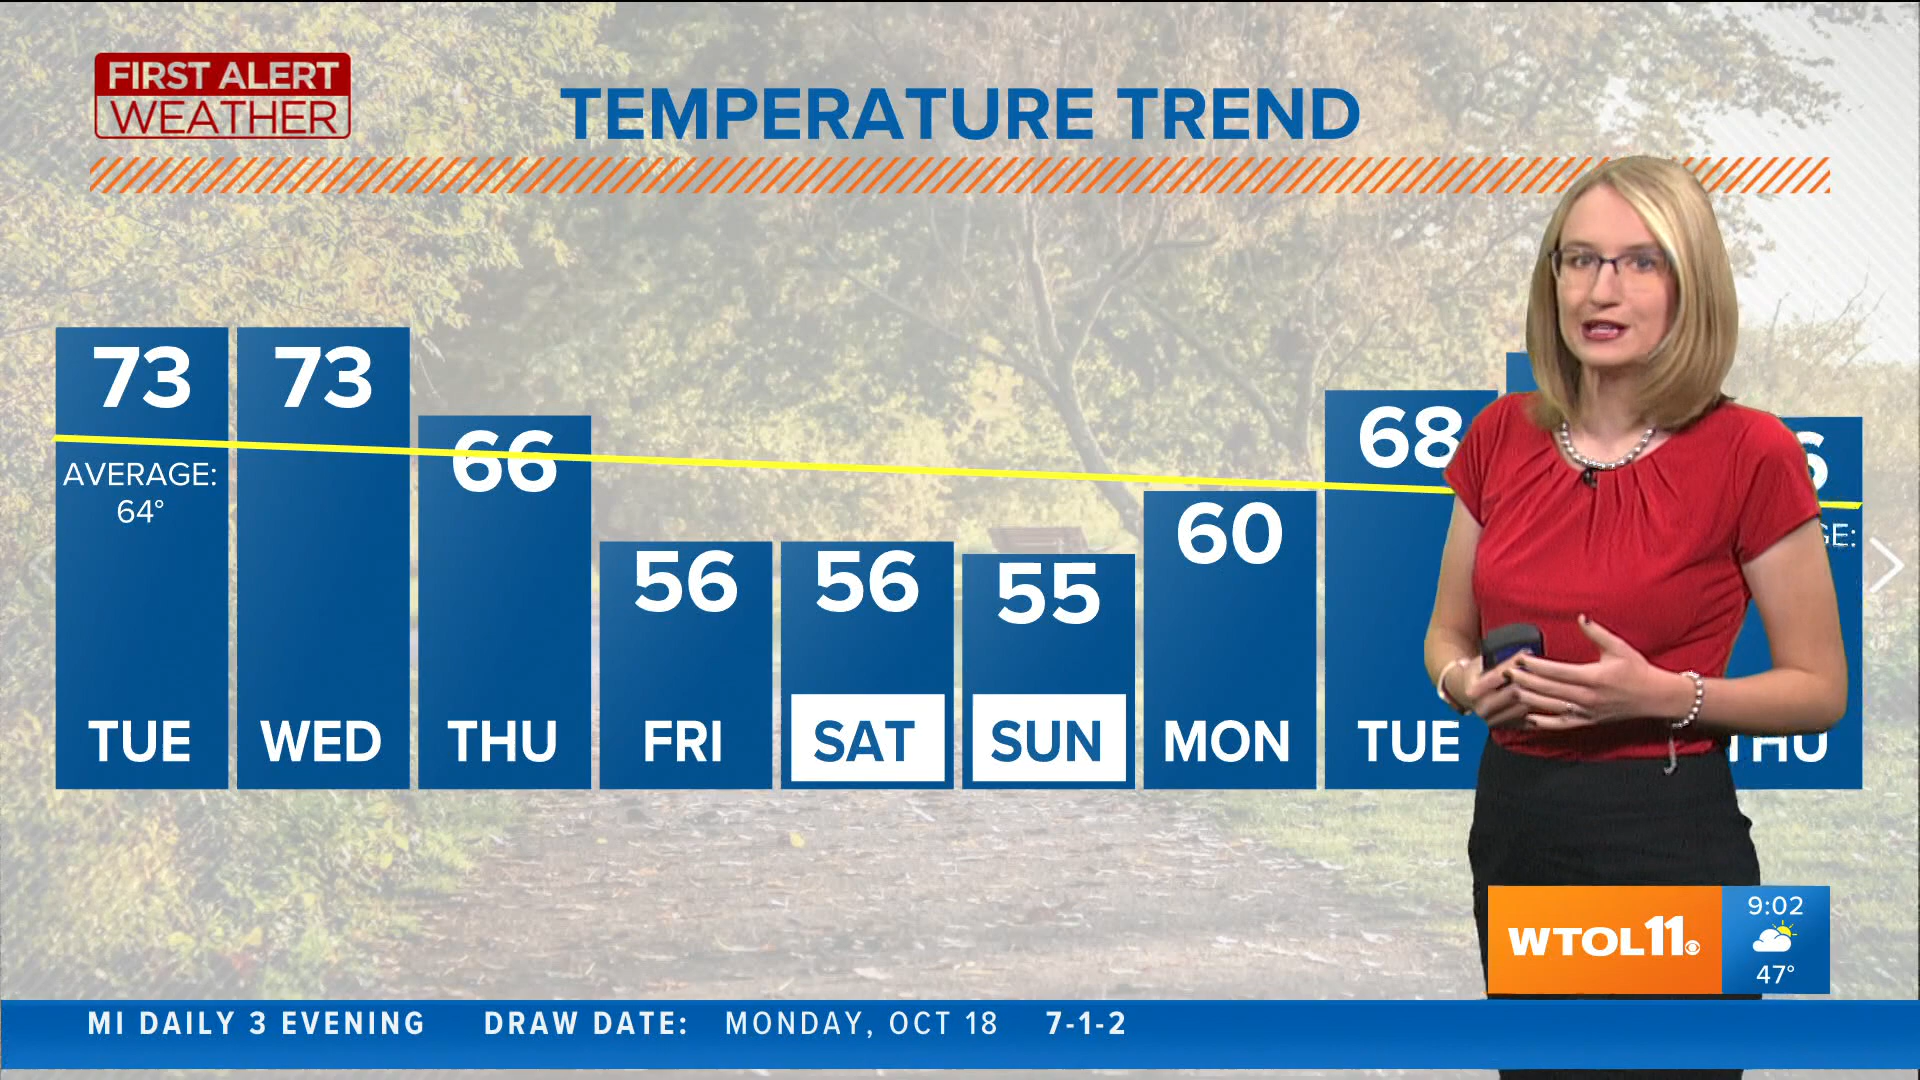 FIRST ALERT
WEATHER
TEMPERATURE TREND
73
73
66
56
56
55
60
68
AVERAGE:
64°
TUE
WED
THU
FRI
SAT
SUN
MON
TUE
THU
WTOL11
9:02
47°
MI DAILY 3 EVENING DRAW DATE: MONDAY, OCT 18 7-1-2